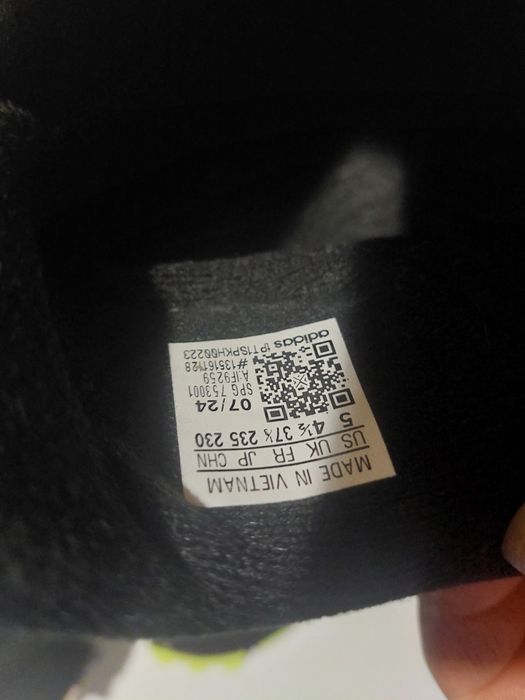 MADE IN VIETNAM
US UK FR JP CHN
5 4½ 37⅓ 235 230
07/24
SPG 753001
A:IF9259
adidas